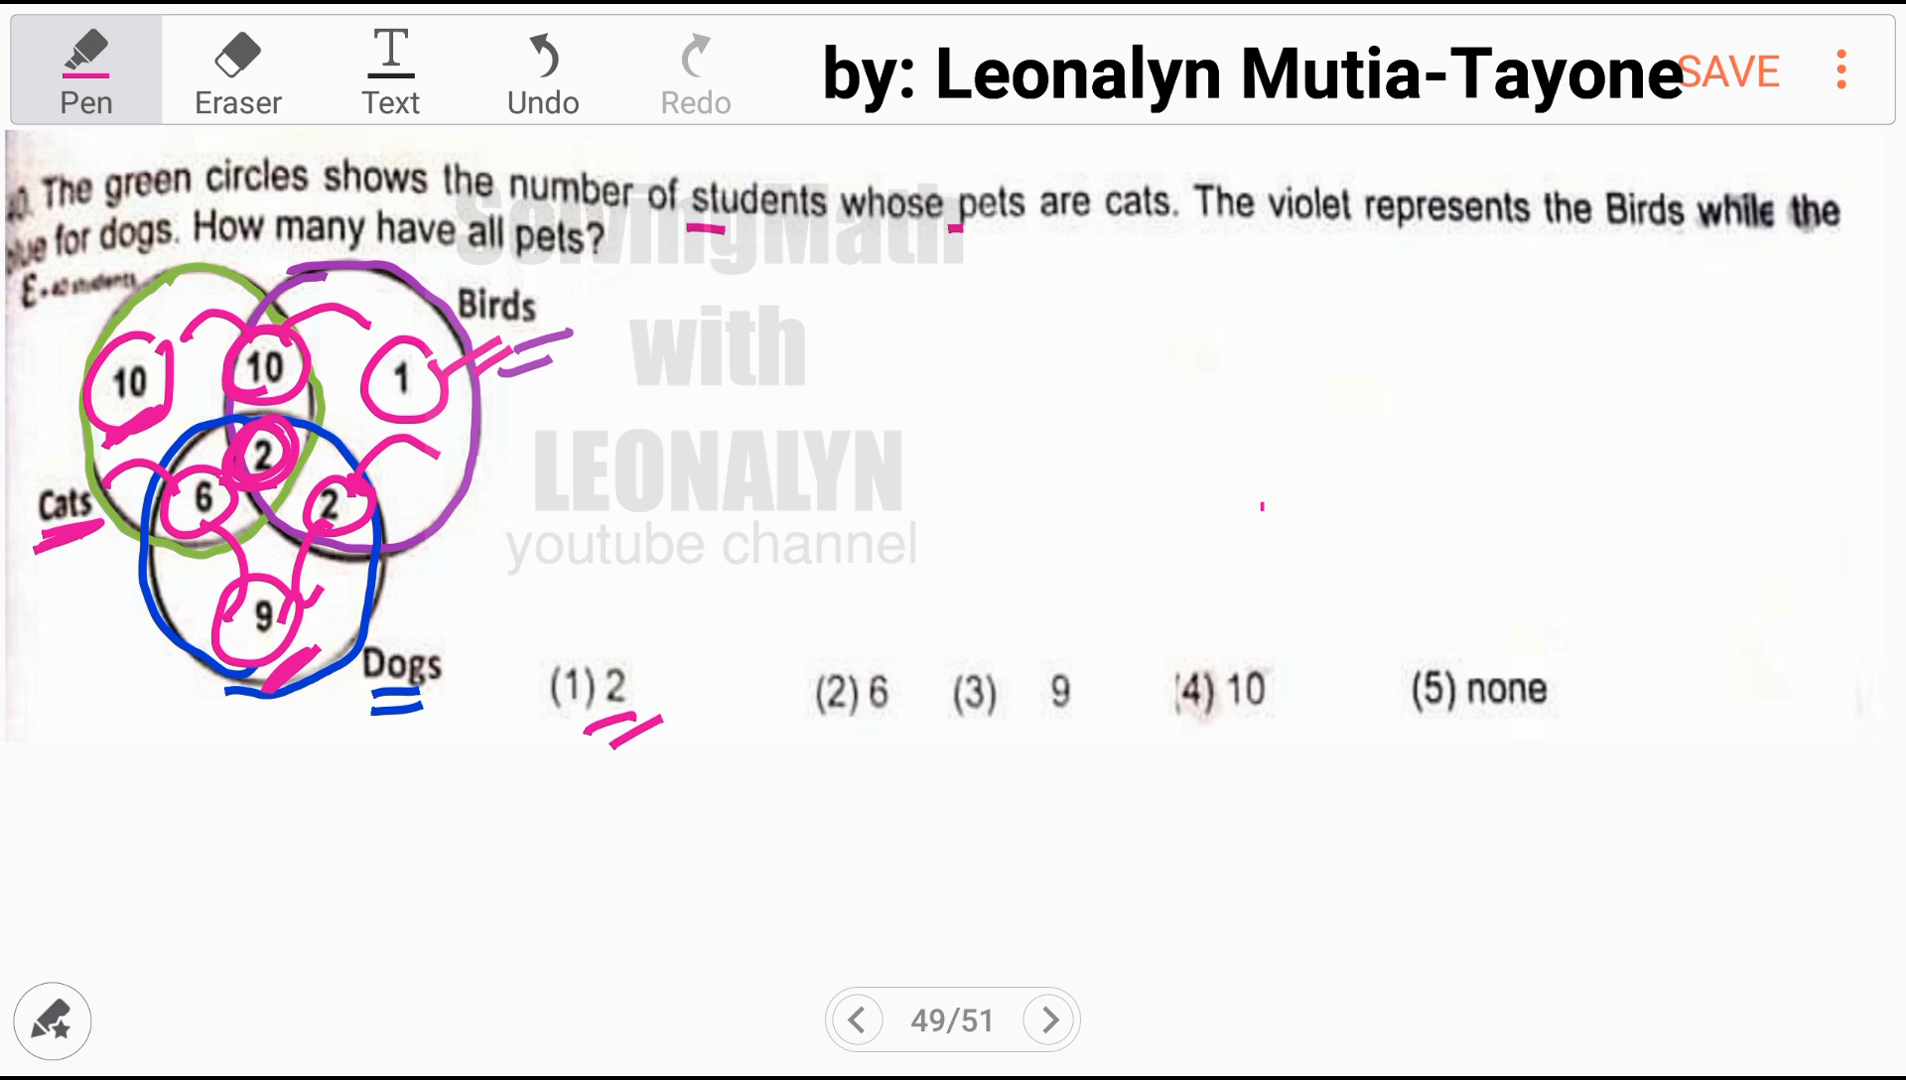 Pen
Eraser
Text
Undo
Redo
by: Leonalyn Mutia-Tayone
SAVE
The green circles shows the number of students whose pets are cats. The violet represents the Birds while the
for dogs. How many have all pets?
SolvingMath
with
LEONALYN
youtube channel
40 students
Birds
10
10
1
2
Cats
6
2
9
Dogs
(1) 2 (2) 6 (3) 9 (4) 10 (5) none
49/51